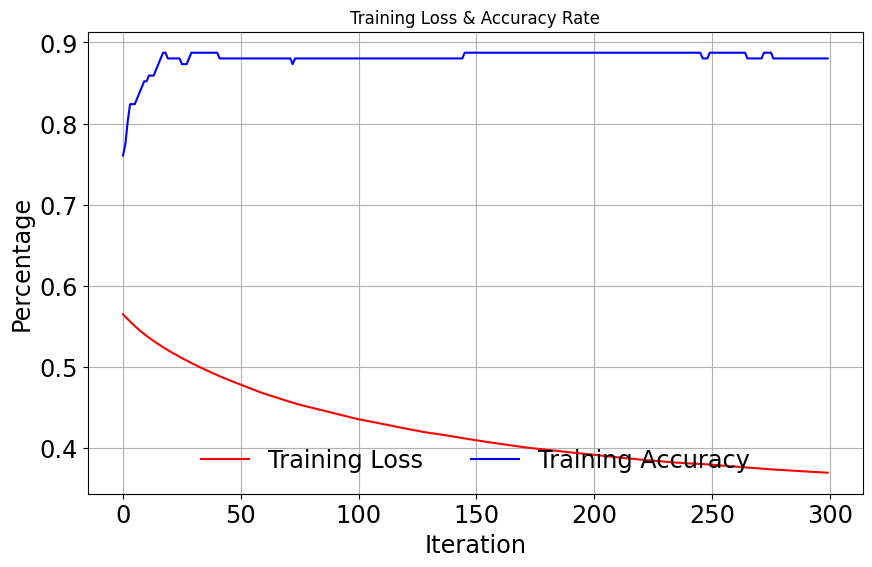 Training Loss & Accuracy Rate
Percentage
0.9
0.8
0.7
0.6
0.5
0.4
Training Loss
Training Accuracy
0 50 100 150 200 250 300
Iteration